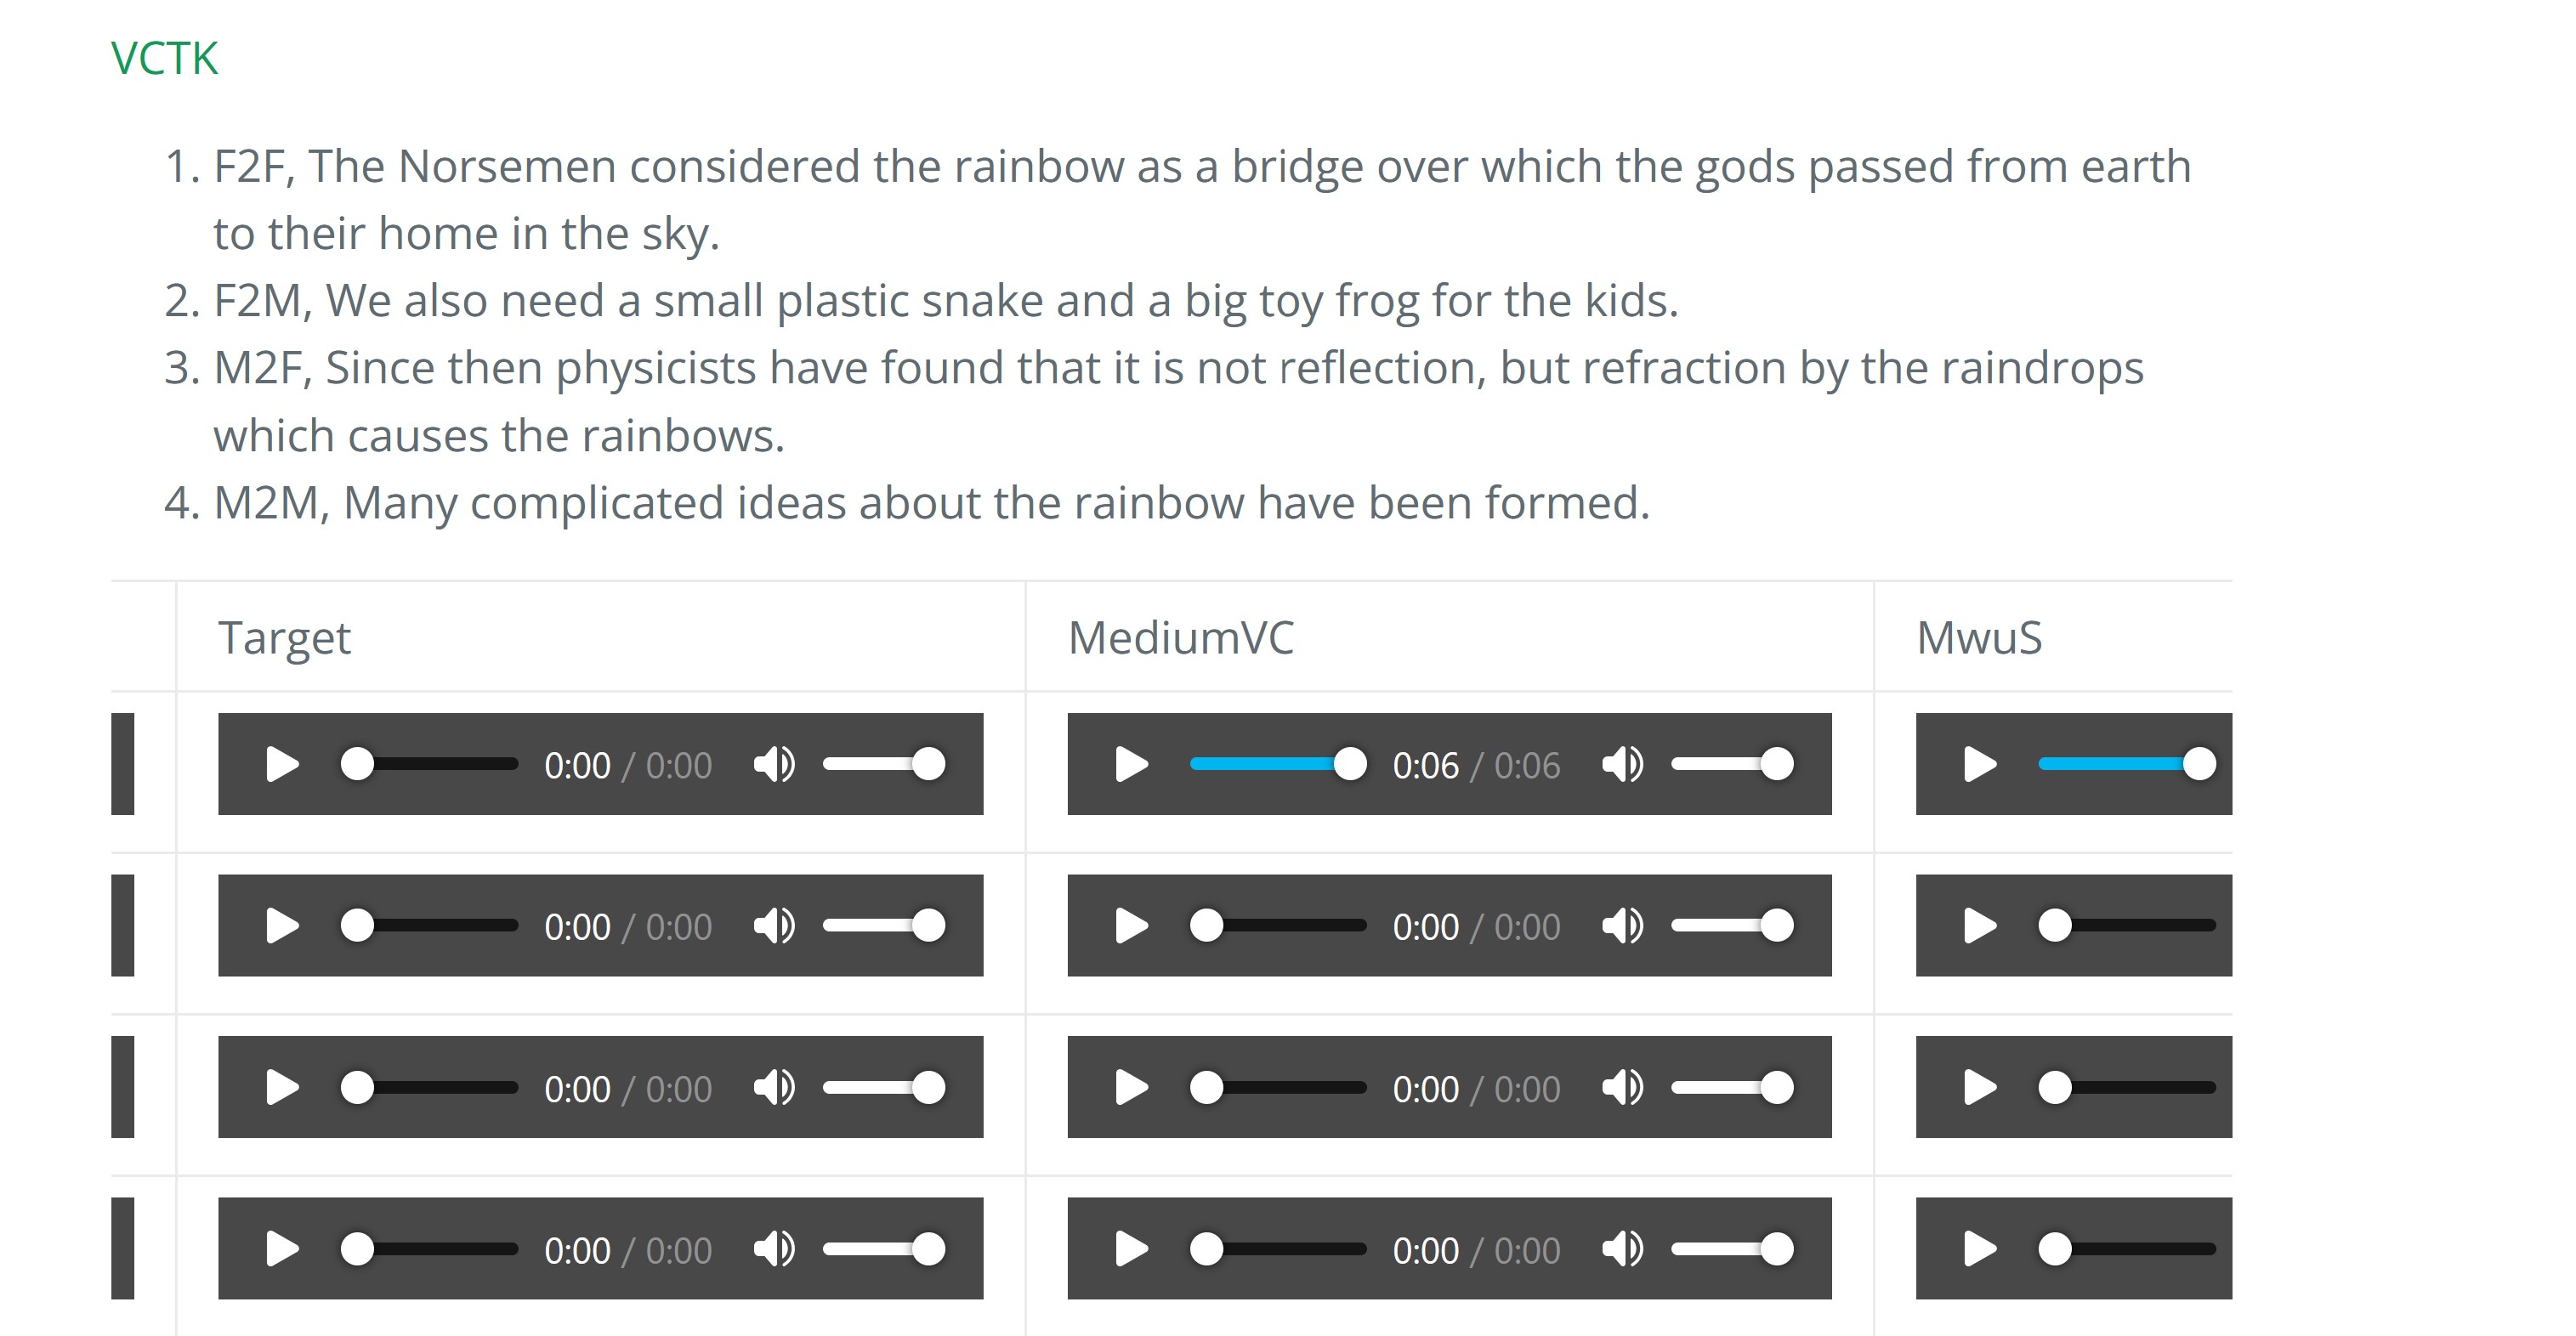 VCTK
1. F2F, The Norsemen considered the rainbow as a bridge over which the gods passed from earth
to their home in the sky.
2. F2M, We also need a small plastic snake and a big toy frog for the kids.
3. M2F, Since then physicists have found that it is not reflection, but refraction by the raindrops
which causes the rainbows.
4. M2M, Many complicated ideas about the rainbow have been formed.
Target MediumVC MwuS
0:00 / 0:00 0:06 / 0:06
0:00 / 0:00 0:00 / 0:00
0:00 / 0:00 0:00 / 0:00
0:00 / 0:00 0:00 / 0:00